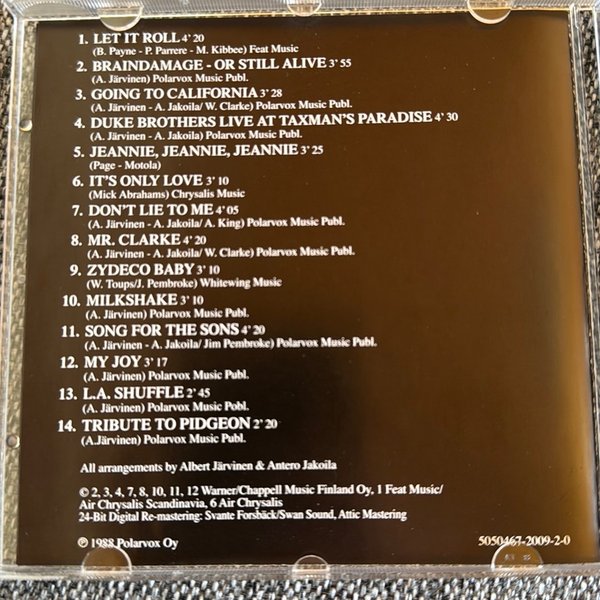 1. LET IT ROLL 4'20
(B. Payne - P. Parrere - M. Kibbee) Feat Music
2. BRAINDAMAGE - OR STILL ALIVE 3'55
(A. Järvinen) Polarvox Music Publ.
3. GOING TO CALIFORNIA 3'28
(A. Järvinen - A. Jakoila/ W. Clarke) Polarvox Music Publ.
4. DUKE BROTHERS LIVE AT TAXMAN'S PARADISE 4'30
(A. Järvinen - A. Jakoila) Polarvox Music Publ.
5. JEANNIE, JEANNIE, JEANNIE 3'25
(Page - Motola)
6. IT'S ONLY LOVE 3'10
(Mick Abrahams) Chrysalis Music
7. DON'T LIE TO ME 4'05
(A. Järvinen - A. Jakoila/ A. King) Polarvox Music Publ.
8. MR. CLARKE 4'20
(A. Järvinen - A. Jakoila/ W. Clarke) Polarvox Music Publ.
9. ZYDECO BABY 3'10
(W. Toups/J. Pembroke) Whitewing Music
10. MILKSHAKE 3'10
(A. Järvinen) Polarvox Music Publ.
11. SONG FOR THE SONS 4'20
(A. Järvinen - A. Jakoila/ Jim Pembroke) Polarvox Music Publ.
12. MY JOY 3'17
(A. Järvinen) Polarvox Music Publ.
13. L.A. SHUFFLE 2'45
(A. Järvinen) Polarvox Music Publ.
14. TRIBUTE TO PIDGEON 2'20
(A.Järvinen) Polarvox Music Publ.
All arrangements by Albert Järvinen & Antero Jakoila
© 2, 3, 4, 7, 8, 10, 11, 12 Warner/Chappell Music Finland Oy, 1 Feat Music/
Air Chrysalis Scandinavia, 6 Air Chrysalis
24-Bit Digital Re-mastering: Svante Forsbäck/Swan Sound, Attic Mastering
℗ 1988 Polarvox Oy
5050467-2009-2-0